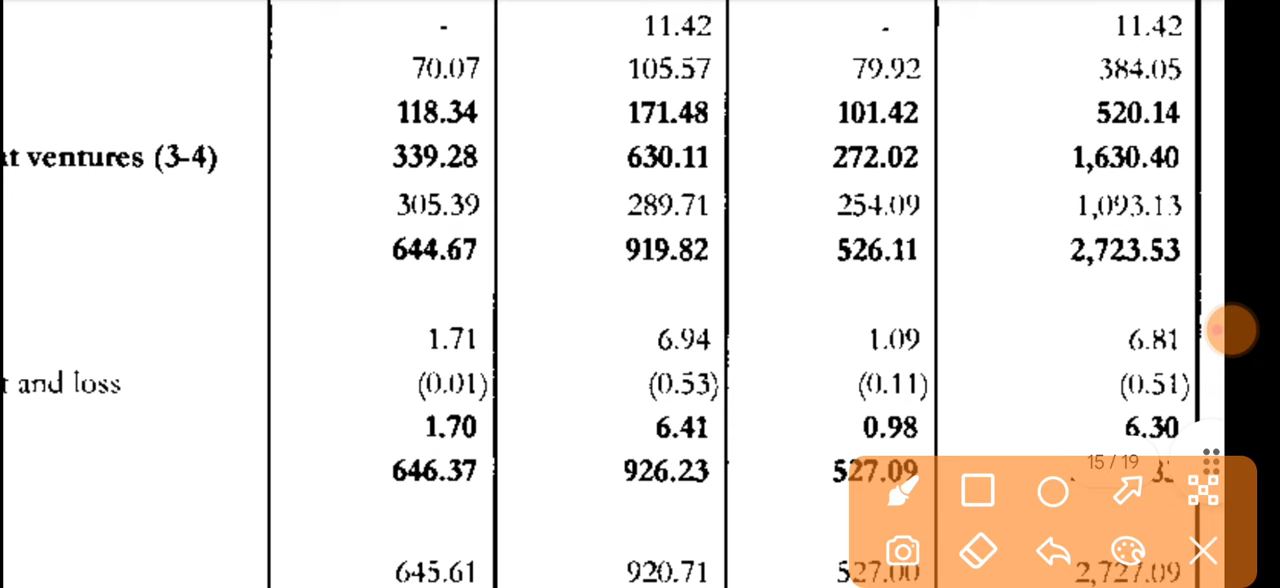 - 11.42 - 11.42
70.07 105.57 79.92 384.05
118.34 171.48 101.42 520.14
ventures (3-4) 339.28 630.11 272.02 1,630.40
305.39 289.71 254.09 1,093.13
644.67 919.82 526.11 2,723.53
1.71 6.94 1.09 6.81
and loss (0.01) (0.53) (0.11) (0.51)
1.70 6.41 0.98 6.30
646.37 926.23 527.09
15 / 19
645.61 920.71 527.00 2,727.09